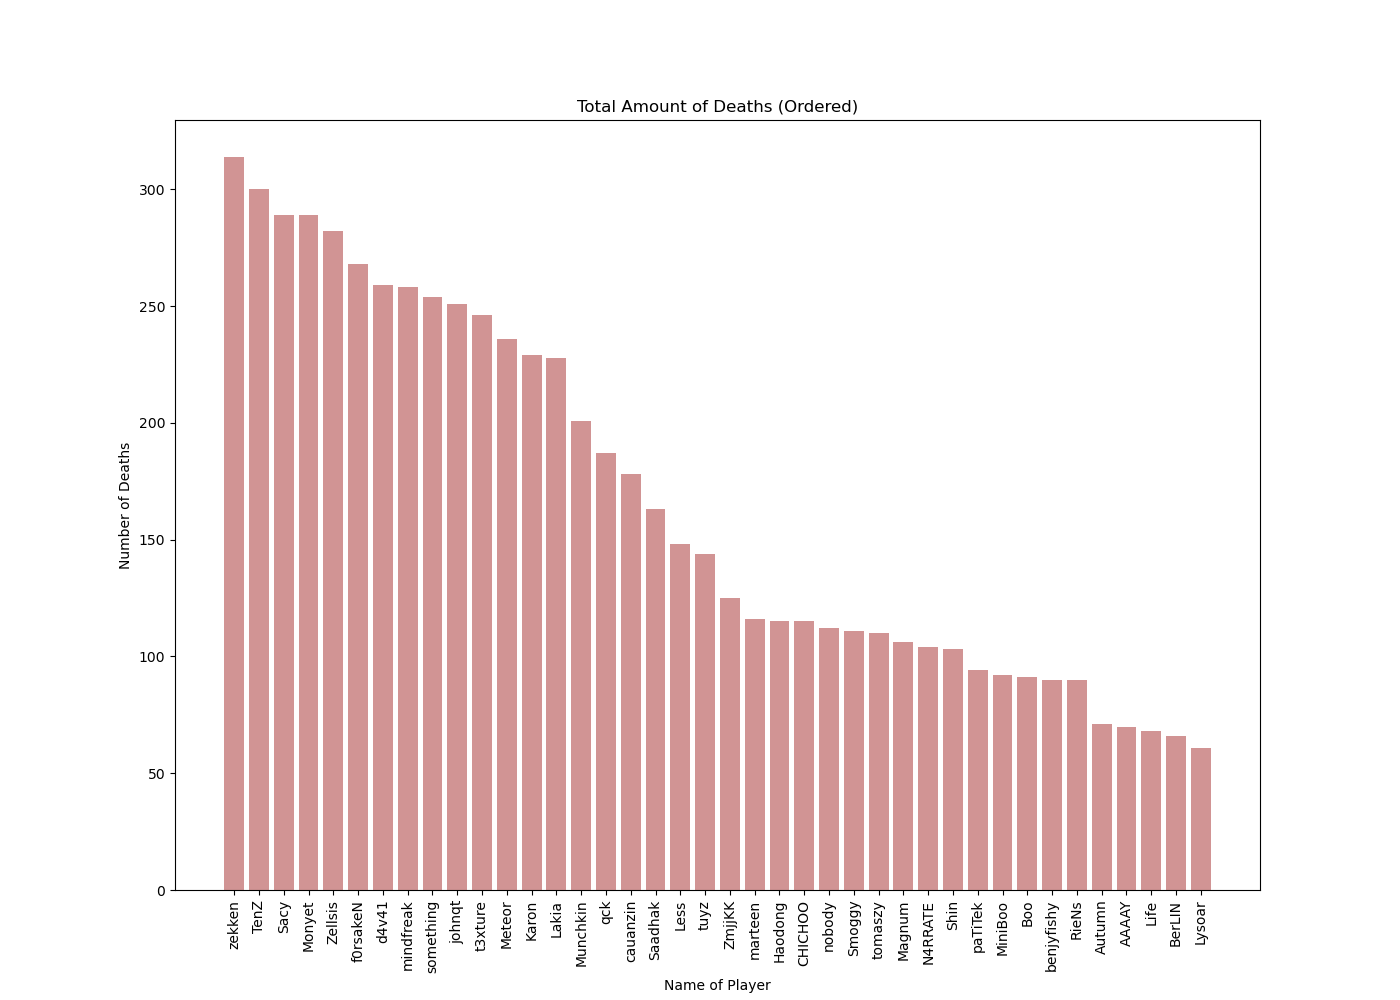 Total Amount of Deaths (Ordered)
300
250
200
150
100
50
0
Number of Deaths
zekken
TenZ
Sacy
Monyet
Zellsis
f0rsakeN
d4v41
mindfreak
something
johnqt
t3xture
Meteor
Karon
Lakia
Munchkin
qck
cauanzin
Saadhak
Less
tuyz
ZmjjKK
marteen
Haodong
CHICHOO
nobody
Smoggy
tomaszy
Magnum
N4RRATE
Shin
paTiTek
MiniBoo
Boo
benjyfishy
RieNs
Autumn
AAAAY
Life
BerLIN
Lysoar
Name of Player